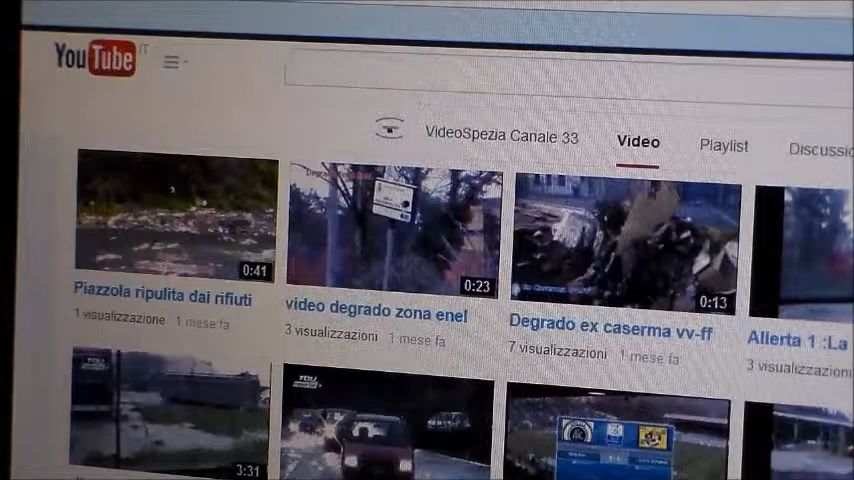 YouTube IT
VideoSpezia Canale 33 Video Playlist Discussio
0:41 0:23 0:13
Piazzola ripulita dai rifiuti video degrado zona enel Degrado ex caserma vv-ff Allerta 1 :La
1 visualizzazione 1 mese fa 3 visualizzazioni 1 mese fa 7 visualizzazioni 1 mese fa 3 visualizzazioni
YOU YOU
3:31